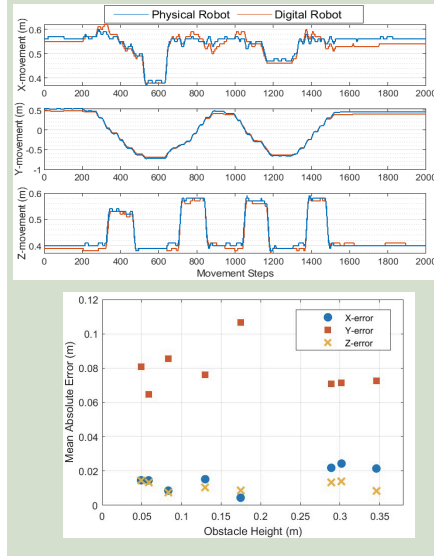 Physical Robot Digital Robot
X-movement (m)
0.6
0.5
0.4
0 200 400 600 800 1000 1200 1400 1600 1800 2000
Y-movement (m)
0.5
0
-1
0 200 400 600 800 1000 1200 1400 1600 1800 2000
Z-movement (m)
0.6
0.5
0.4
0 200 400 600 800 1000 1200 1400 1600 1800 2000
Movement Steps
Mean Absolute Error (m)
0.12
0.1
0.08
0.06
0.04
0.02
0
X-error
Y-error
Z-error
0 0.05 0.1 0.15 0.2 0.25 0.3 0.35
Obstacle Height (m)